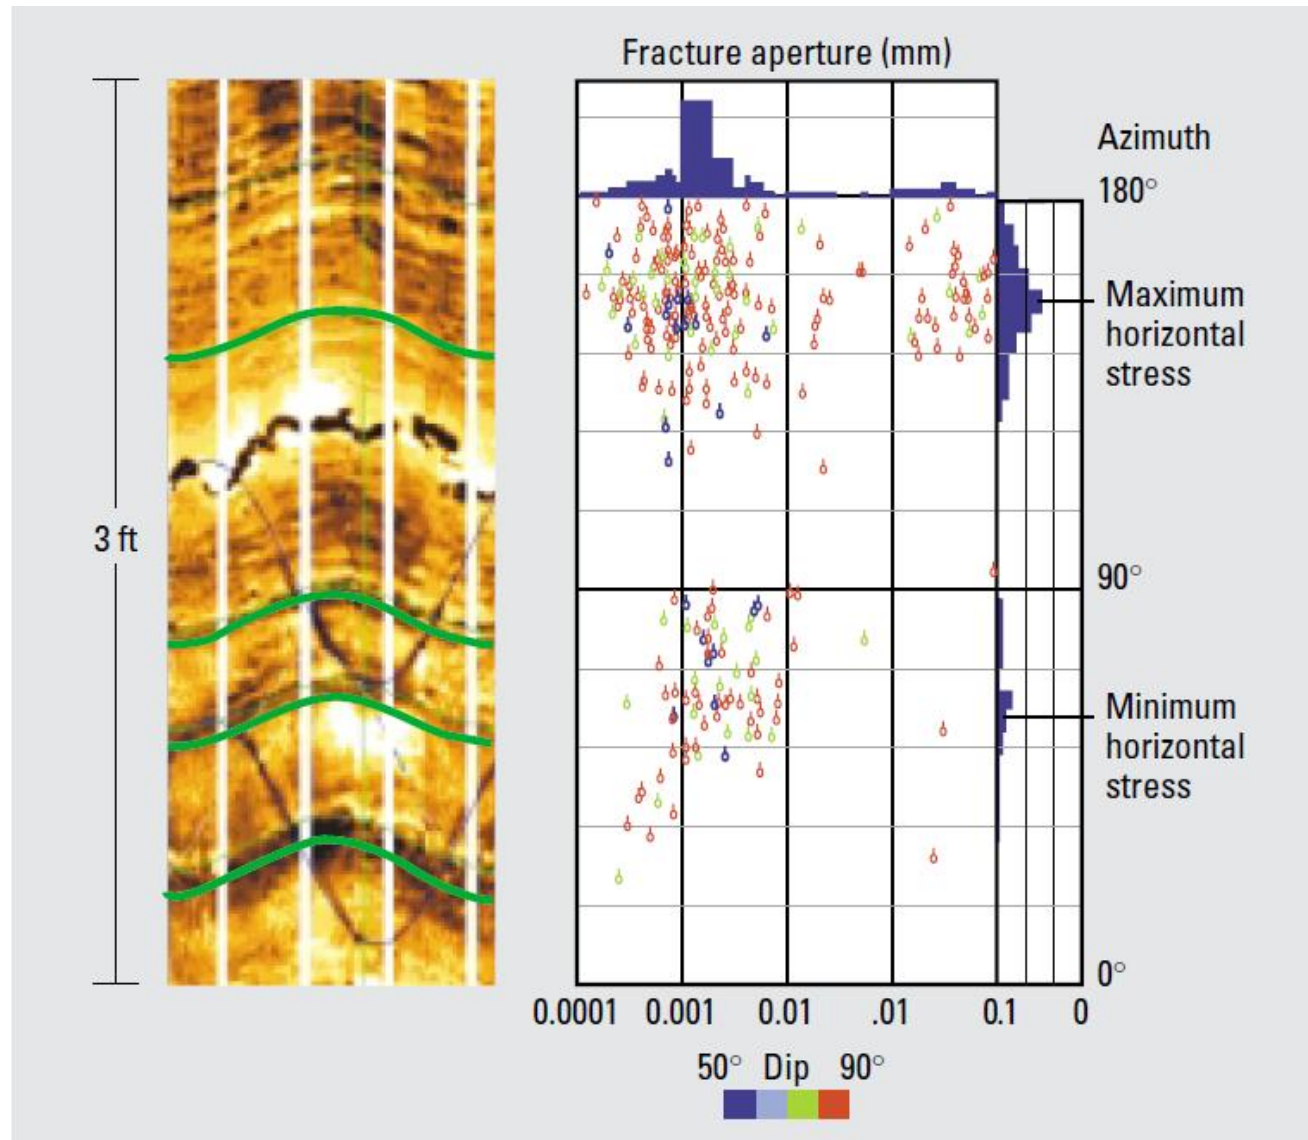 Fracture aperture (mm)
Azimuth
180°
Maximum
horizontal
stress
3 ft
90°
Minimum
horizontal
stress
0°
0.0001 0.001 0.01 .01 0.1 0
50° Dip 90°